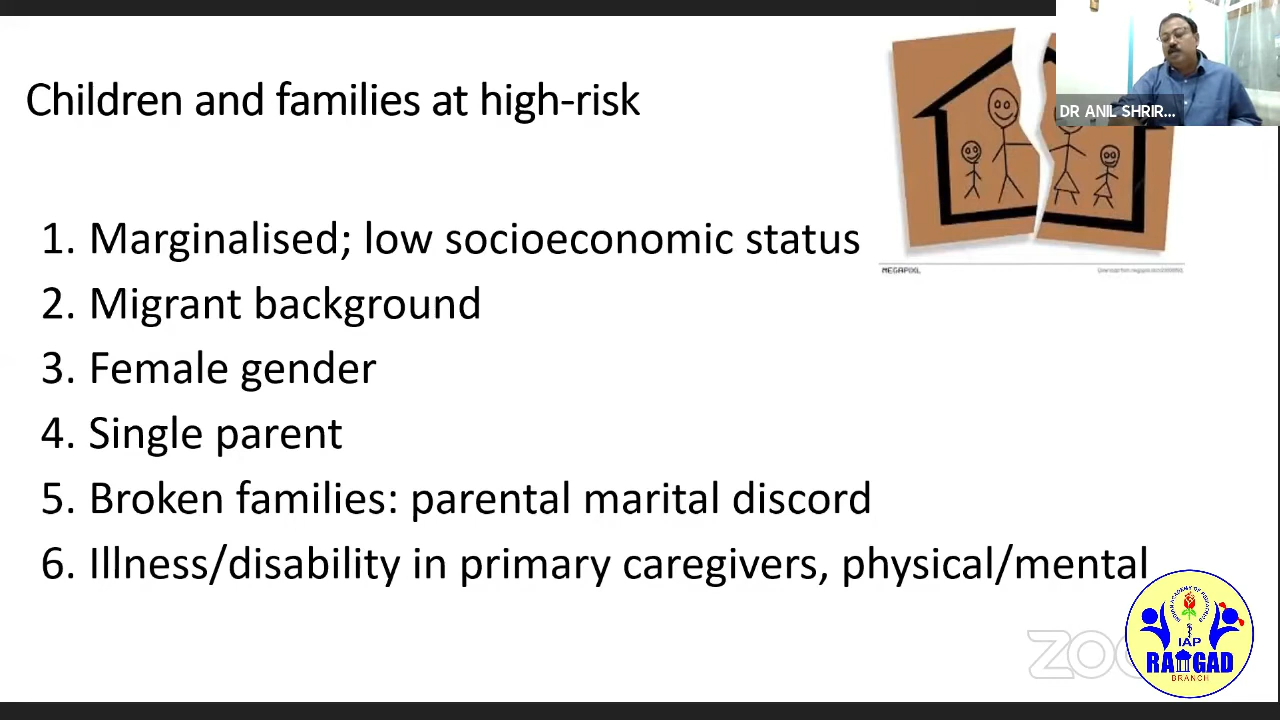 Children and families at high-risk
DR ANIL SHRIR...
1. Marginalised; low socioeconomic status
2. Migrant background
3. Female gender
4. Single parent
5. Broken families: parental marital discord
6. Illness/disability in primary caregivers, physical/mental
MEGAPIXL
ZOO
IAP
RAIGAD
BRANCH